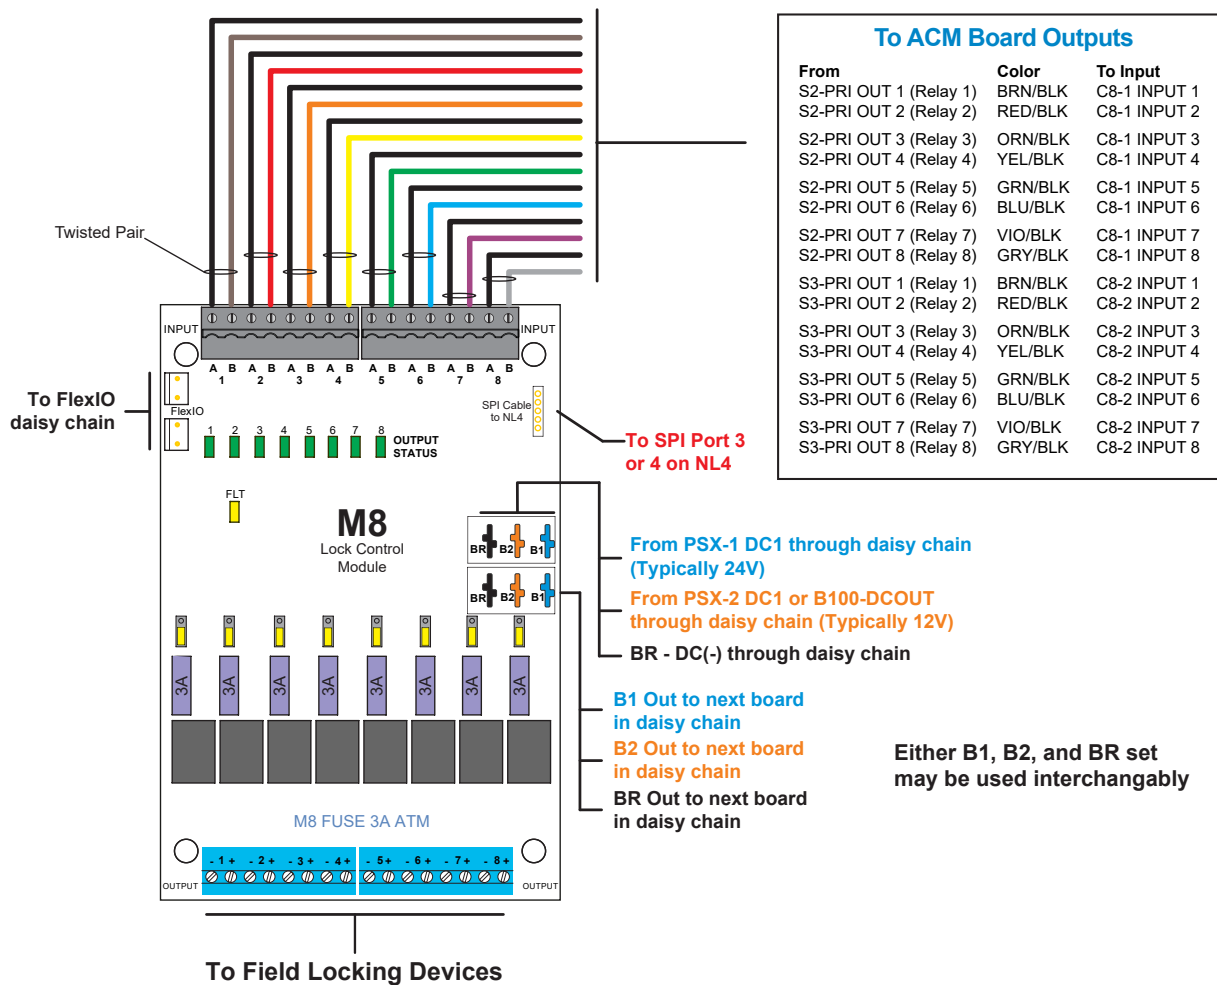 To ACM Board Outputs
From Color To Input
S2-PRI OUT 1 (Relay 1) BRN/BLK C8-1 INPUT 1
S2-PRI OUT 2 (Relay 2) RED/BLK C8-1 INPUT 2
S2-PRI OUT 3 (Relay 3) ORN/BLK C8-1 INPUT 3
S2-PRI OUT 4 (Relay 4) YEL/BLK C8-1 INPUT 4
S2-PRI OUT 5 (Relay 5) GRN/BLK C8-1 INPUT 5
S2-PRI OUT 6 (Relay 6) BLU/BLK C8-1 INPUT 6
S2-PRI OUT 7 (Relay 7) VIO/BLK C8-1 INPUT 7
S2-PRI OUT 8 (Relay 8) GRY/BLK C8-1 INPUT 8
S3-PRI OUT 1 (Relay 1) BRN/BLK C8-2 INPUT 1
S3-PRI OUT 2 (Relay 2) RED/BLK C8-2 INPUT 2
S3-PRI OUT 3 (Relay 3) ORN/BLK C8-2 INPUT 3
S3-PRI OUT 4 (Relay 4) YEL/BLK C8-2 INPUT 4
S3-PRI OUT 5 (Relay 5) GRN/BLK C8-2 INPUT 5
S3-PRI OUT 6 (Relay 6) BLU/BLK C8-2 INPUT 6
S3-PRI OUT 7 (Relay 7) VIO/BLK C8-2 INPUT 7
S3-PRI OUT 8 (Relay 8) GRY/BLK C8-2 INPUT 8
Twisted Pair
INPUT INPUT
A B A B A B A B A B A B A B A B
1 2 3 4 5 6 7 8
To FlexIO
daisy chain
FlexIO
SPI Cable
to NL4
1 2 3 4 5 6 7 8
OUTPUT
STATUS
To SPI Port 3
or 4 on NL4
FLT
M8
Lock Control
Module
BR B2 B1
BR B2 B1
From PSX-1 DC1 through daisy chain
(Typically 24V)
From PSX-2 DC1 or B100-DCOUT
through daisy chain (Typically 12V)
BR - DC(-) through daisy chain
3A 3A 3A 3A 3A 3A 3A 3A
B1 Out to next board
in daisy chain
B2 Out to next board
in daisy chain
BR Out to next board
in daisy chain
Either B1, B2, and BR set
may be used interchangably
M8 FUSE 3A ATM
- 1 + - 2 + - 3 + - 4 + - 5 + - 6 + - 7 + - 8 +
OUTPUT OUTPUT
To Field Locking Devices